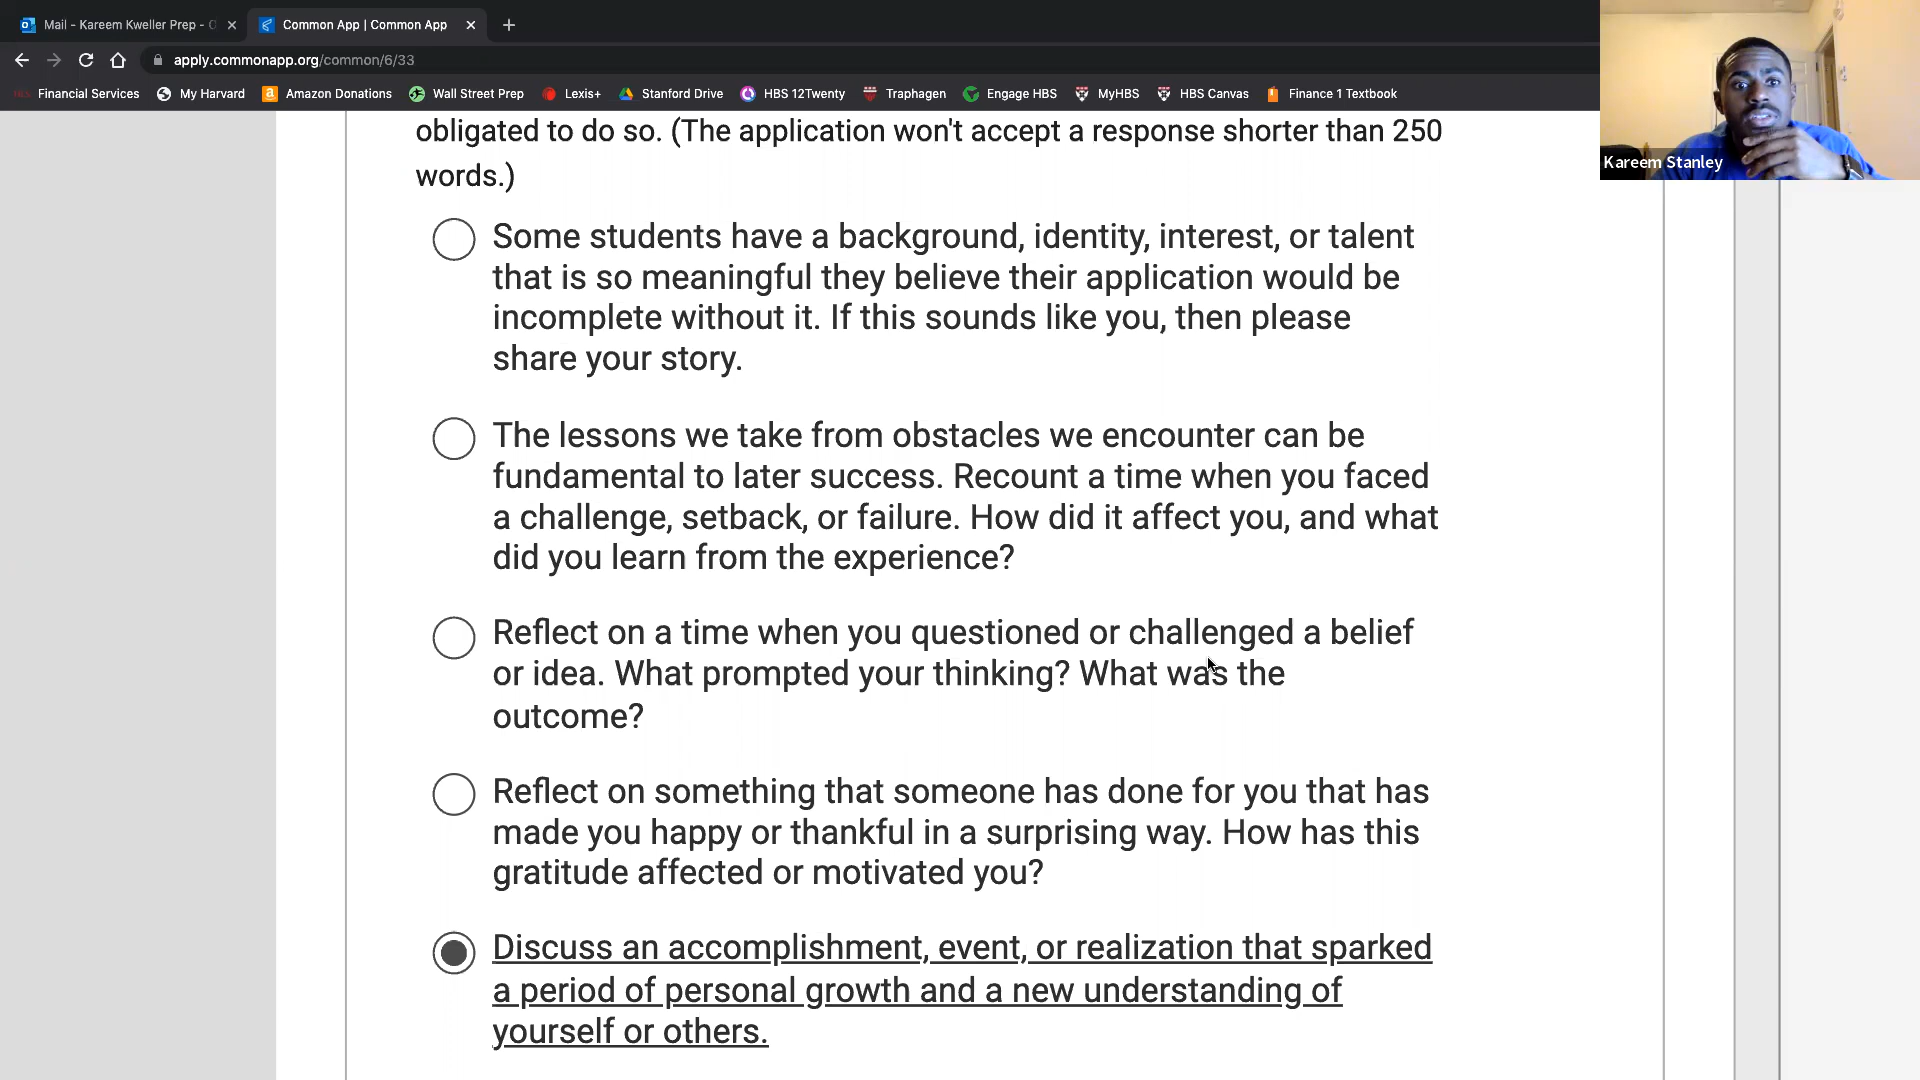 Mail - Kareem Kweller Prep -
Common App | Common App
apply.commonapp.org/common/6/33
Financial Services
My Harvard
Amazon Donations
Wall Street Prep
Lexis+
Stanford Drive
HBS 12Twenty
Traphagen
Engage HBS
MyHBS
HBS Canvas
Finance 1 Textbook
Kareem Stanley
obligated to do so. (The application won't accept a response shorter than 250
words.)
Some students have a background, identity, interest, or talent
that is so meaningful they believe their application would be
incomplete without it. If this sounds like you, then please
share your story.
The lessons we take from obstacles we encounter can be
fundamental to later success. Recount a time when you faced
a challenge, setback, or failure. How did it affect you, and what
did you learn from the experience?
Reflect on a time when you questioned or challenged a belief
or idea. What prompted your thinking? What was the
outcome?
Reflect on something that someone has done for you that has
made you happy or thankful in a surprising way. How has this
gratitude affected or motivated you?
Discuss an accomplishment, event, or realization that sparked
a period of personal growth and a new understanding of
yourself or others.